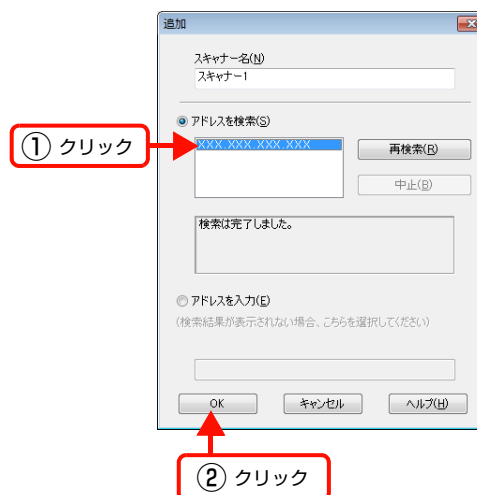 追加
スキャナー名(N)
スキャナー1
アドレスを検索(S)
① クリック
XXX.XXX.XXX.XXX
再検索(R)
中止(B)
検索は完了しました。
アドレスを入力(E)
(検索結果が表示されない場合、こちらを選択してください)
OK
キャンセル
ヘルプ(H)
② クリック